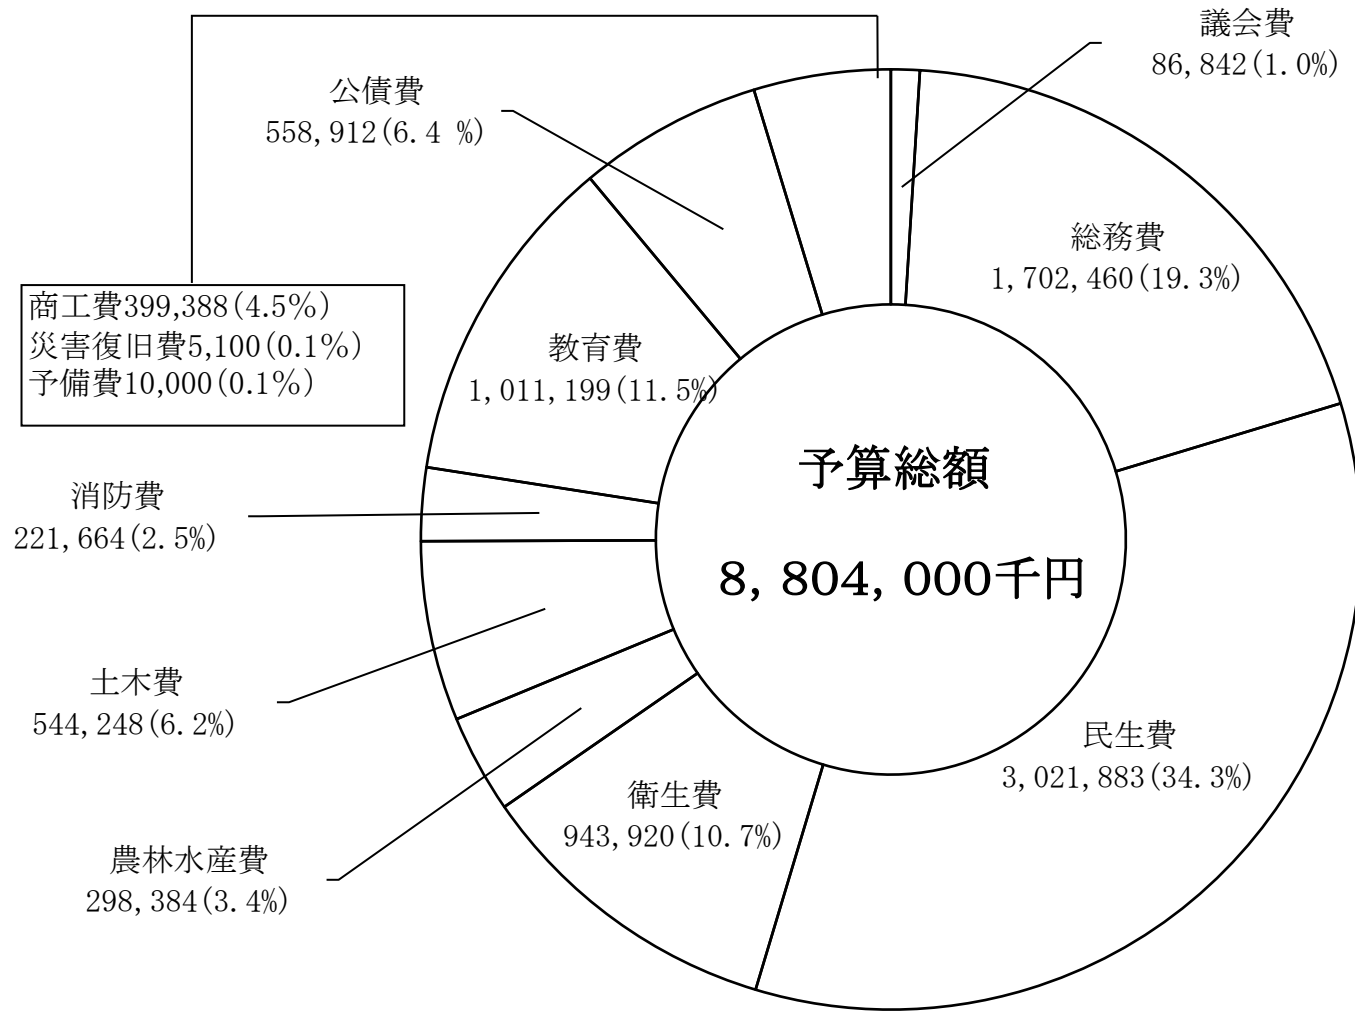 議会費
86,842(1.0%)
公債費
558,912(6.4 %)
総務費
1,702,460(19.3%)
商工費399,388(4.5%)
災害復旧費5,100(0.1%)
予備費10,000(0.1%)
教育費
1,011,199(11.5%)
予算総額
8,804,000千円
消防費
221,664(2.5%)
土木費
544,248(6.2%)
民生費
3,021,883(34.3%)
衛生費
943,920(10.7%)
農林水産費
298,384(3.4%)